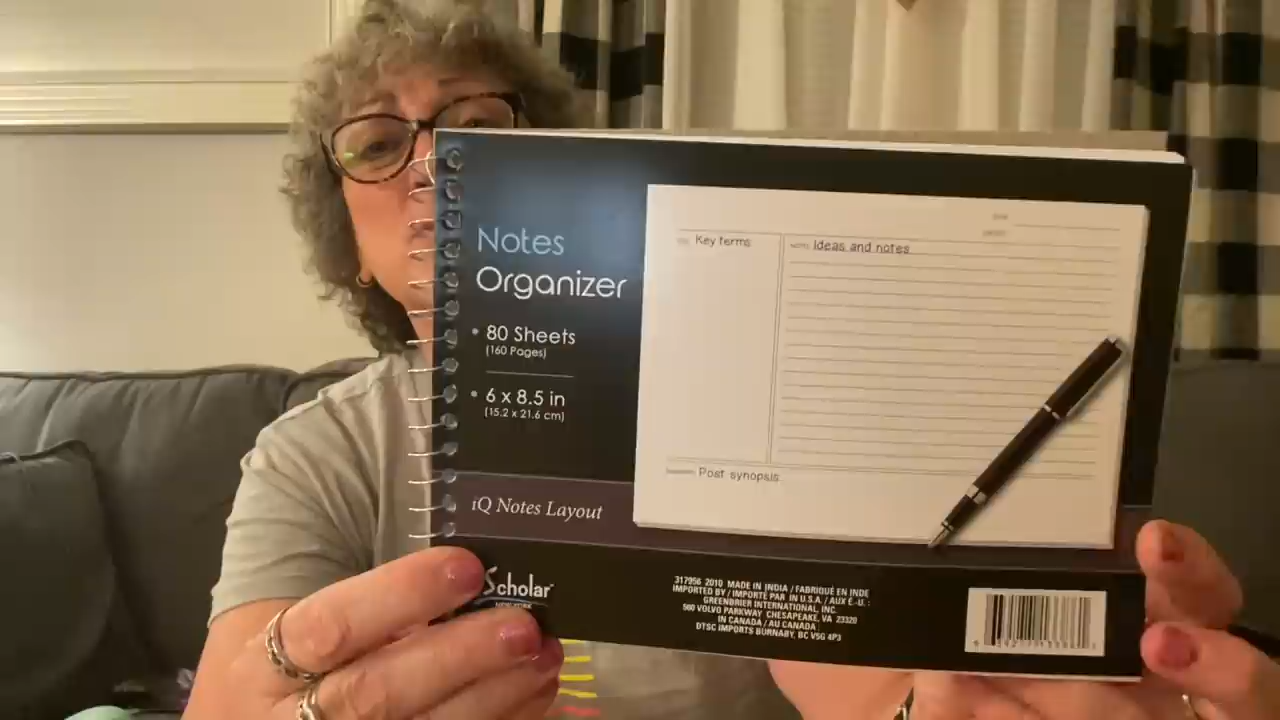 Notes
Organizer
• 80 Sheets
(160 Pages)
• 6 x 8.5 in
(15.2 x 21.6 cm)
iQ Notes Layout
Key terms
Ideas and notes
Post synopsis
Scholar
NEW YORK
317956 2010 MADE IN INDIA / FABRIQUÉ EN INDE
IMPORTED BY / IMPORTÉ PAR IN U.S.A. / AUX É.-U. :
GREENBRIER INTERNATIONAL, INC.
560 VOLVO PARKWAY CHESAPEAKE, VA 23320
IN CANADA / AU CANADA :
DTSC IMPORTS BURNABY, BC V5G 4P3